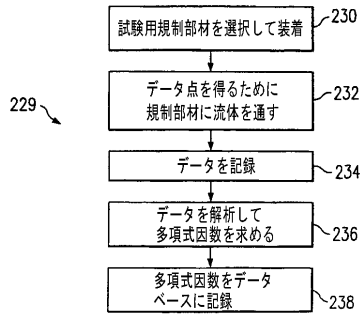 試験用規制部材を選択して装着
230
データ点を得るために
規制部材に流体を通す
232
229
データを記録
234
データを解析して
多項式因数を求める
236
多項式因数をデータ
ベースに記録
238